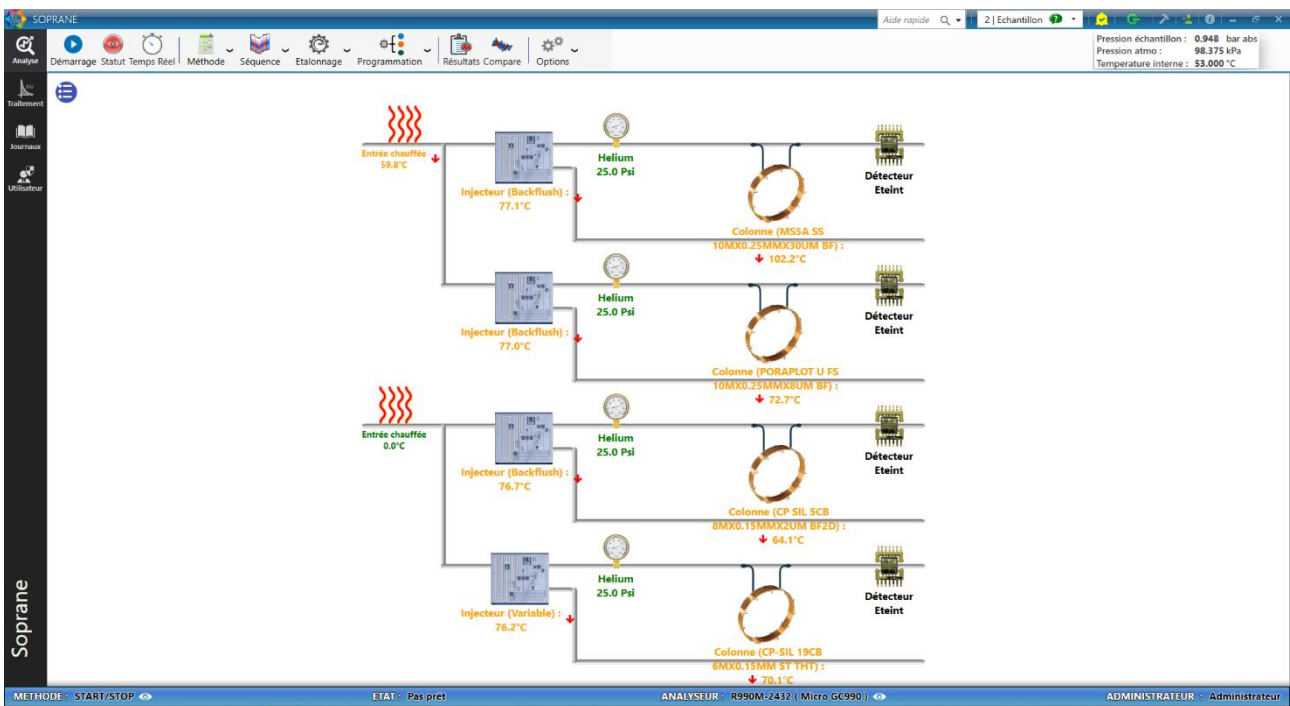 SOPRANE
Aide rapide
2 | Echantillon
Analyse
Démarrage Statut Temps Réel Méthode Séquence Etalonnage Programmation Résultats Compare Options
Pression échantillon : 0.948 bar abs
Pression atmo : 98.375 kPa
Temperature interne : 53.000 °C
Traitement
Journaux
Utilisateur
Soprane
Entrée chauffée
59.8°C
Injecteur (Backflush) :
77.1°C
Helium
25.0 Psi
Colonne (MS5A SS
10MX0.25MMX30UM BF) :
102.2°C
Détecteur
Eteint
Injecteur (Backflush) :
77.0°C
Helium
25.0 Psi
Colonne (PORAPLOT U FS
10MX0.25MMX8UM BF) :
72.7°C
Détecteur
Eteint
Entrée chauffée
0.0°C
Injecteur (Backflush) :
76.7°C
Helium
25.0 Psi
Colonne (CP SIL 5CB
8MX0.15MMX2UM BF2D) :
64.1°C
Détecteur
Eteint
Injecteur (Variable) :
76.2°C
Helium
25.0 Psi
Colonne (CP-SIL 19CB
6MX0.15MM ST THT) :
70.1°C
Détecteur
Eteint
METHODE : START/STOP
ETAT : Pas prêt
ANALYSEUR : R990M-2432 ( Micro GC990 )
ADMINISTRATEUR : Administrateur